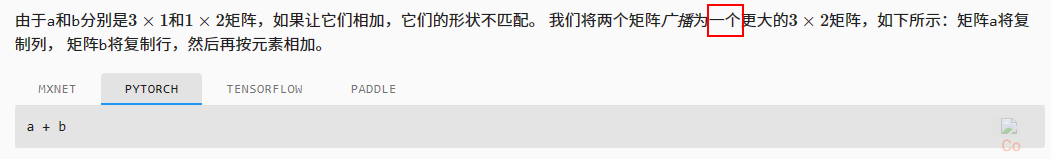 由于a和b分别是3 × 1和1 × 2矩阵，如果让它们相加，它们的形状不匹配。 我们将两个矩阵广播为一个更大的3 × 2矩阵，如下所示：矩阵a将复
制列， 矩阵b将复制行，然后再按元素相加。
MXNET PYTORCH TENSORFLOW PADDLE
a + b
Co